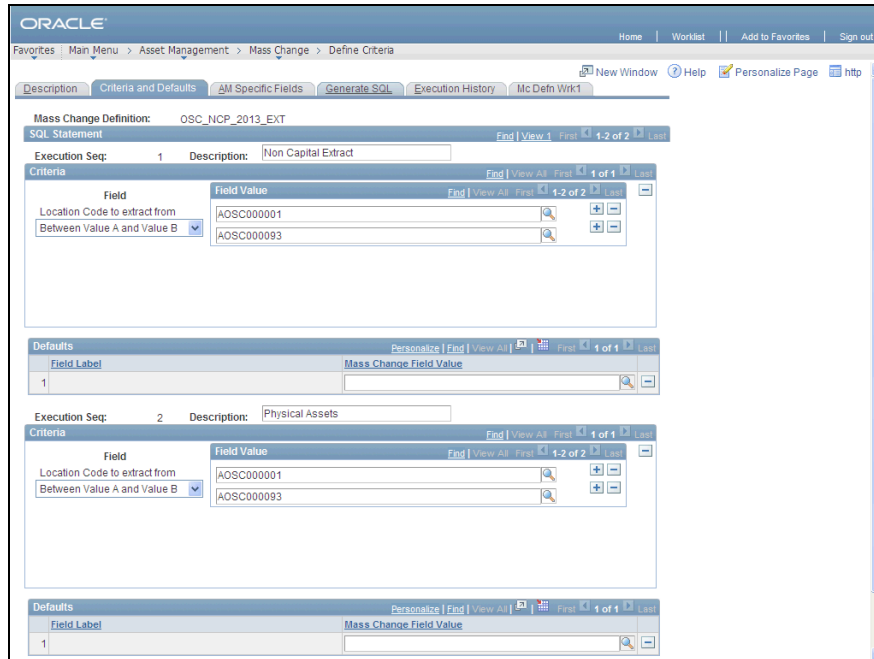 ORACLE
Home | Worklist || Add to Favorites | Sign out
Favorites | Main Menu > Asset Management > Mass Change > Define Criteria
New Window Help Personalize Page http
Description Criteria and Defaults AM Specific Fields Generate SQL Execution History Mc Defn Wrk1
Mass Change Definition: OSC_NCP_2013_EXT
SQL Statement Find | View 1 First 1-2 of 2 Last
Execution Seq: 1 Description: Non Capital Extract
Criteria Find | View All First 1 of 1 Last
Field
Field Value Find | View All First 1-2 of 2 Last
Location Code to extract from
Between Value A and Value B
AOSC000001
AOSC000093
Defaults Personalize | Find | View All | | First 1 of 1 Last
Field Label Mass Change Field Value
1
Execution Seq: 2 Description: Physical Assets
Criteria Find | View All First 1 of 1 Last
Field
Field Value Find | View All First 1-2 of 2 Last
Location Code to extract from
Between Value A and Value B
AOSC000001
AOSC000093
Defaults Personalize | Find | View All | | First 1 of 1 Last
Field Label Mass Change Field Value
1